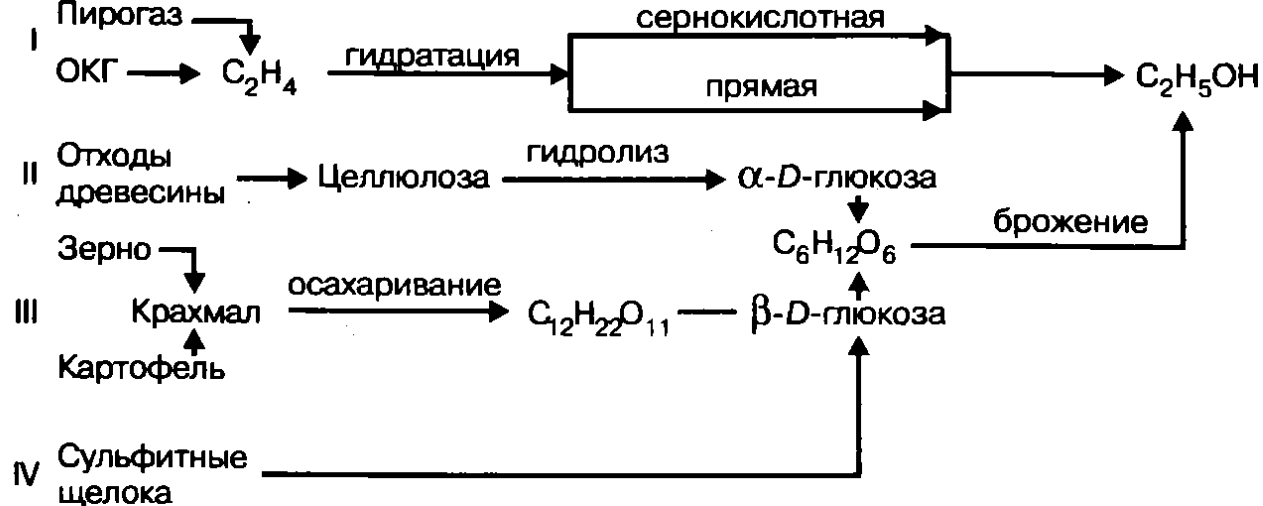 Пирогаз
сернокислотная
I
ОКГ
C₂H₄
гидратация
прямая
C₂H₅OH
II
Отходы
древесины
Целлюлоза
гидролиз
α-D-глюкоза
C₆H₁₂O₆
брожение
Зерно
III
Крахмал
осахаривание
C₁₂H₂₂O₁₁
β-D-глюкоза
Картофель
IV
Сульфитные
щелока